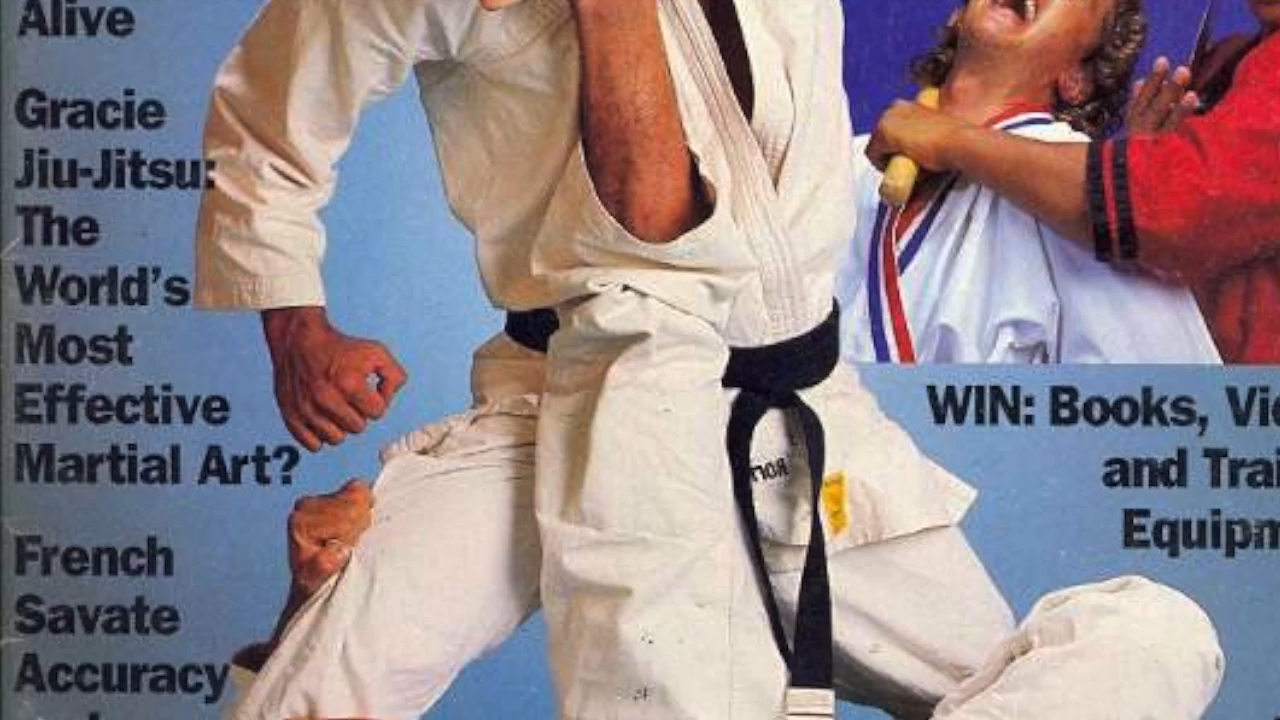 Alive
Gracie
Jiu-Jitsu:
The
World's
Most
Effective
Martial Art?
French
Savate
Accuracy
WIN: Books,
and